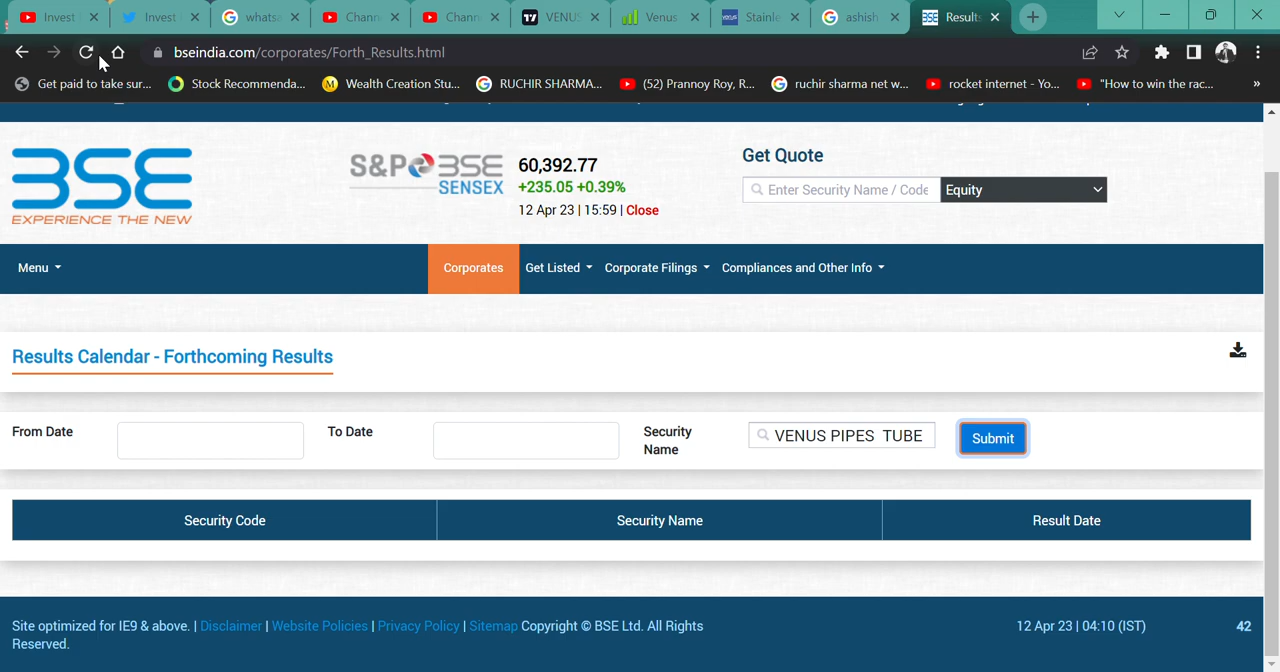 Invest
Invest
whats
Chann
Chann
VENUS
Venus
Stainle
ashish
Results
bseindia.com/corporates/Forth_Results.html
Get paid to take sur...
Stock Recommenda...
Wealth Creation Stu...
RUCHIR SHARMA...
(52) Prannoy Roy, R...
ruchir sharma net w...
rocket internet - Yo...
"How to win the rac...
»
BSE
EXPERIENCE THE NEW
S&P BSE
SENSEX
60,392.77
+235.05 +0.39%
12 Apr 23 | 15:59 | Close
Get Quote
Enter Security Name / Code
Equity
Menu
Corporates
Get Listed
Corporate Filings
Compliances and Other Info
Results Calendar - Forthcoming Results
From Date
To Date
Security
Name
VENUS PIPES TUBE
Submit
Security Code
Security Name
Result Date
Site optimized for IE9 & above. | Disclaimer | Website Policies | Privacy Policy | Sitemap Copyright © BSE Ltd. All Rights
Reserved.
12 Apr 23 | 04:10 (IST)
42